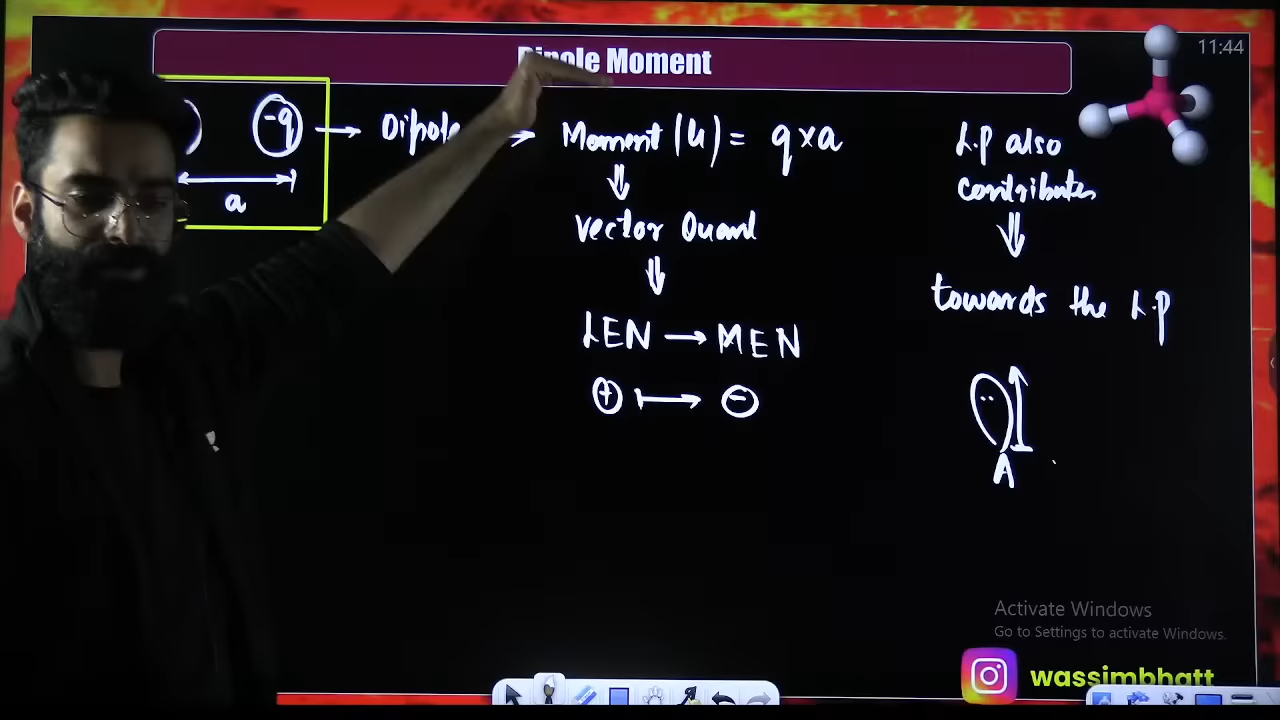 Dipole Moment
11:44
-q → Dipole → Moment (μ) = q×a
a
Vector Quant
LEN → MEN
+ ↦ -
L.P also
contributes
towards the L.P
A
Activate Windows
Go to Settings to activate Windows.
wassimbhatt